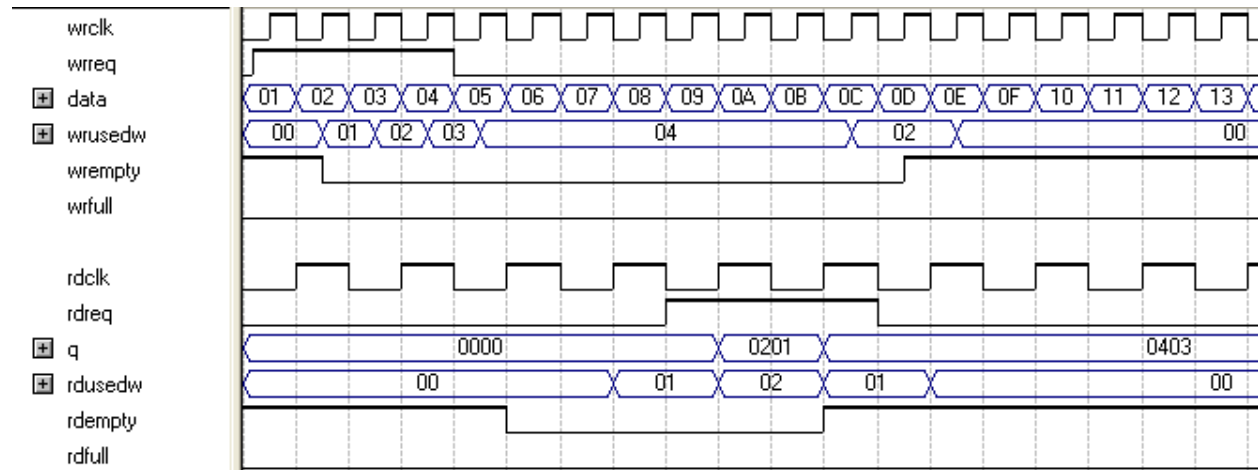 wrclk
wrreq
data 01 02 03 04 05 06 07 08 09 0A 0B 0C 0D 0E 0F 10 11 12 13
wrusedw 00 01 02 03 04 02 00
wrempty
wrfull
rdclk
rdreq
q 0000 0201 0403
rdusedw 00 01 02 01 00
rdempty
rdfull